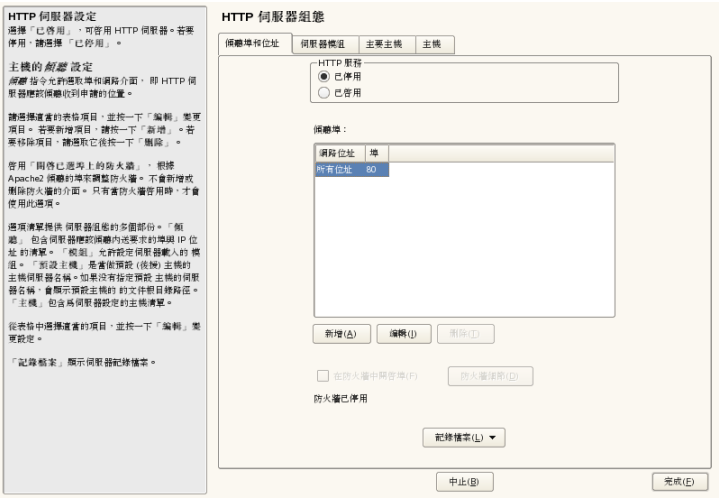 HTTP 伺服器設定
選擇「已啓用」，可啓用 HTTP 伺服器。若要
停用，請選擇 「已停用」。
主機的傾聽 設定
傾聽 指令允許選取埠和網路介面， 即 HTTP 伺
服器應該傾聽收到申請的位置。
請選擇適當的表格項目，並按一下「編輯」變更
項目。 若要新增項目，請按一下「新增」。若
要移除項目，請選取它後按一下「刪除」。
啓用「開啓已選埠上的防火牆」， 根據
Apache2 傾聽的埠來調整防火牆。 不會新增或
刪除防火牆的介面。 只有當防火牆啓用時，才會
使用此選項。
選項清單提供 伺服器組態的多個部份。「傾
聽」 包含伺服器應該傾聽內送要求的埠與 IP 位
址 的清單。 「模組」允許設定伺服器載入的 模
組。 「預設主機」是當做預設 (後援) 主機的
主機伺服器名稱。如果沒有指定預設 主機的伺服
器名稱，會顯示預設主機的 的文件根目錄路徑。
「主機」包含爲伺服器設定的主機清單。
從表格中選擇適當的項目，並按一下「編輯」變
更設定。
「記錄檔案」顯示伺服器記錄檔案。
HTTP 伺服器組態
傾聽埠和位址 伺服器模組 主要主機 主機
HTTP 服務
已停用
已啓用
傾聽埠：
網路位址 埠
所有位址 80
新增(A) 編輯(I) 刪除(T)
在防火牆中開啓埠(F) 防火牆細節(D)
防火牆已停用
記錄檔案(L)
中止(B) 完成(F)